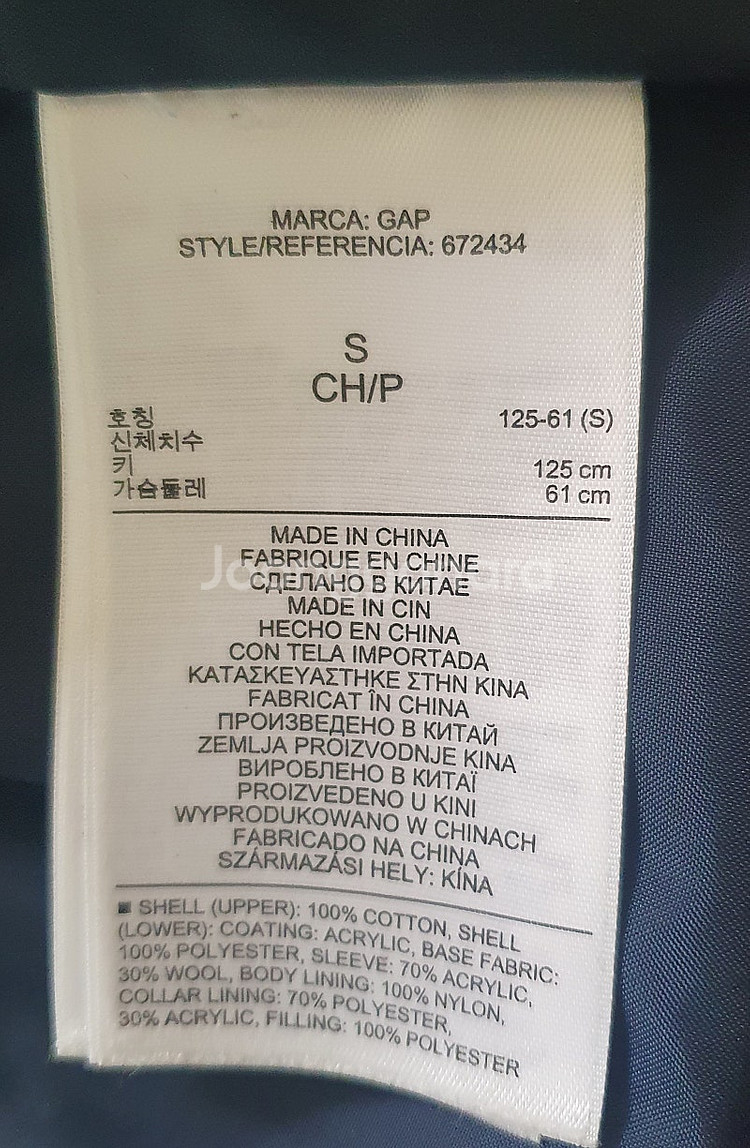 MARCA: GAP
STYLE/REFERENCIA: 672434
S
CH/P
호칭 125-61 (S)
신체치수
키 125 cm
가슴둘레 61 cm
MADE IN CHINA
FABRIQUE EN CHINE
СДЕЛАНО В КИТАЕ
MADE IN CIN
HECHO EN CHINA
CON TELA IMPORTADA
ΚΑΤΑΣΚΕΥΑΣΤΗΚΕ ΣΤΗΝ ΚΙΝΑ
FABRICAT ÎN CHINA
ПРОИЗВЕДЕНО В КИТАЙ
ZEMLJA PROIZVODNJE KINA
ВИРОБЛЕНО В КИТАЇ
PROIZVEDENO U KINI
WYPRODUKOWANO W CHINACH
FABRICADO NA CHINA
SZÁRMAZÁSI HELY: KÍNA
■ SHELL (UPPER): 100% COTTON, SHELL
(LOWER): COATING: ACRYLIC, BASE FABRIC:
100% POLYESTER, SLEEVE: 70% ACRYLIC,
30% WOOL, BODY LINING: 100% NYLON,
COLLAR LINING: 70% POLYESTER,
30% ACRYLIC, FILLING: 100% POLYESTER